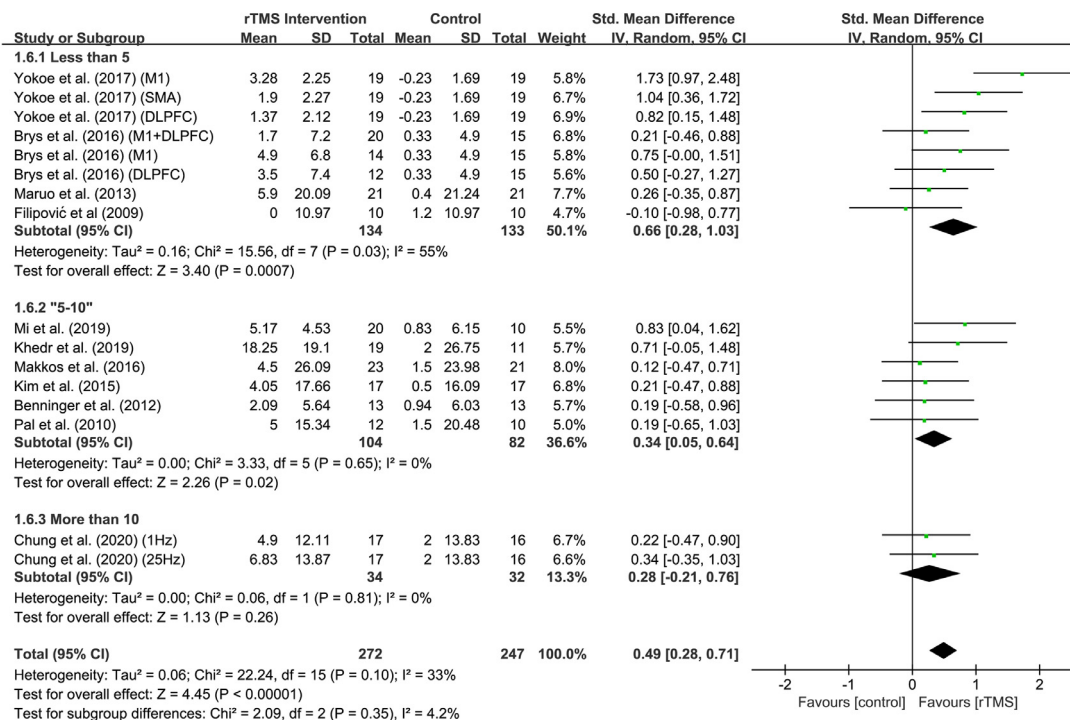 rTMS Intervention Control Std. Mean Difference Std. Mean Difference
Study or Subgroup Mean SD Total Mean SD Total Weight IV, Random, 95% CI IV, Random, 95% CI
1.6.1 Less than 5
Yokoe et al. (2017) (M1) 3.28 2.25 19 -0.23 1.69 19 5.8% 1.73 [0.97, 2.48]
Yokoe et al. (2017) (SMA) 1.9 2.27 19 -0.23 1.69 19 6.7% 1.04 [0.36, 1.72]
Yokoe et al. (2017) (DLPFC) 1.37 2.12 19 -0.23 1.69 19 6.9% 0.82 [0.15, 1.48]
Brys et al. (2016) (M1+DLPFC) 1.7 7.2 20 0.33 4.9 15 6.8% 0.21 [-0.46, 0.88]
Brys et al. (2016) (M1) 4.9 6.8 14 0.33 4.9 15 5.8% 0.75 [-0.00, 1.51]
Brys et al. (2016) (DLPFC) 3.5 7.4 12 0.33 4.9 15 5.6% 0.50 [-0.27, 1.27]
Maruo et al. 2013) 5.9 20.09 21 0.4 21.24 21 7.7% 0.26 [-0.35, 0.87]
Filipović et al (2009) 0 10.97 10 1.2 10.97 10 4.7% -0.10 [-0.98, 0.77]
Subtotal (95% CI) 134 133 50.1% 0.66 [0.28, 1.03]
Heterogeneity: Tau² = 0.16; Chi² = 15.56, df = 7 (P = 0.03); I² = 55%
Test for overall effect: Z = 3.40 (P = 0.0007)
1.6.2 "5-10"
Mi et al. (2019) 5.17 4.53 20 0.83 6.15 10 5.5% 0.83 [0.04, 1.62]
Khedr et al. (2019) 18.25 19.1 19 2 26.75 11 5.7% 0.71 [-0.05, 1.48]
Makkos et al. (2016) 4.5 26.09 23 1.5 23.98 21 8.0% 0.12 [-0.47, 0.71]
Kim et al. (2015) 4.05 17.66 17 0.5 16.09 17 6.8% 0.21 [-0.47, 0.88]
Benninger et al. (2012) 2.09 5.64 13 0.94 6.03 13 5.7% 0.19 [-0.58, 0.96]
Pal et al. (2010) 5 15.34 12 1.5 20.48 10 5.0% 0.19 [-0.65, 1.03]
Subtotal (95% CI) 104 82 36.6% 0.34 [0.05, 0.64]
Heterogeneity: Tau² = 0.00; Chi² = 3.33, df = 5 (P = 0.65); I² = 0%
Test for overall effect: Z = 2.26 (P = 0.02)
1.6.3 More than 10
Chung et al. (2020) (1Hz) 4.9 12.11 17 2 13.83 16 6.7% 0.22 [-0.47, 0.90]
Chung et al. (2020) (25Hz) 6.83 13.87 17 2 13.83 16 6.6% 0.34 [-0.35, 1.03]
Subtotal (95% CI) 34 32 13.3% 0.28 [-0.21, 0.76]
Heterogeneity: Tau² = 0.00; Chi² = 0.06, df = 1 (P = 0.81); I² = 0%
Test for overall effect: Z = 1.13 (P = 0.26)
Total (95% CI) 272 247 100.0% 0.49 [0.28, 0.71]
Heterogeneity: Tau² = 0.06; Chi² = 22.24, df = 15 (P = 0.10); I² = 33%
Test for overall effect: Z = 4.45 (P < 0.00001)
Test for subgroup differences: Chi² = 2.09, df = 2 (P = 0.35), I² = 4.2%
-2 -1 0 1 2
Favours [control] Favours [rTMS]